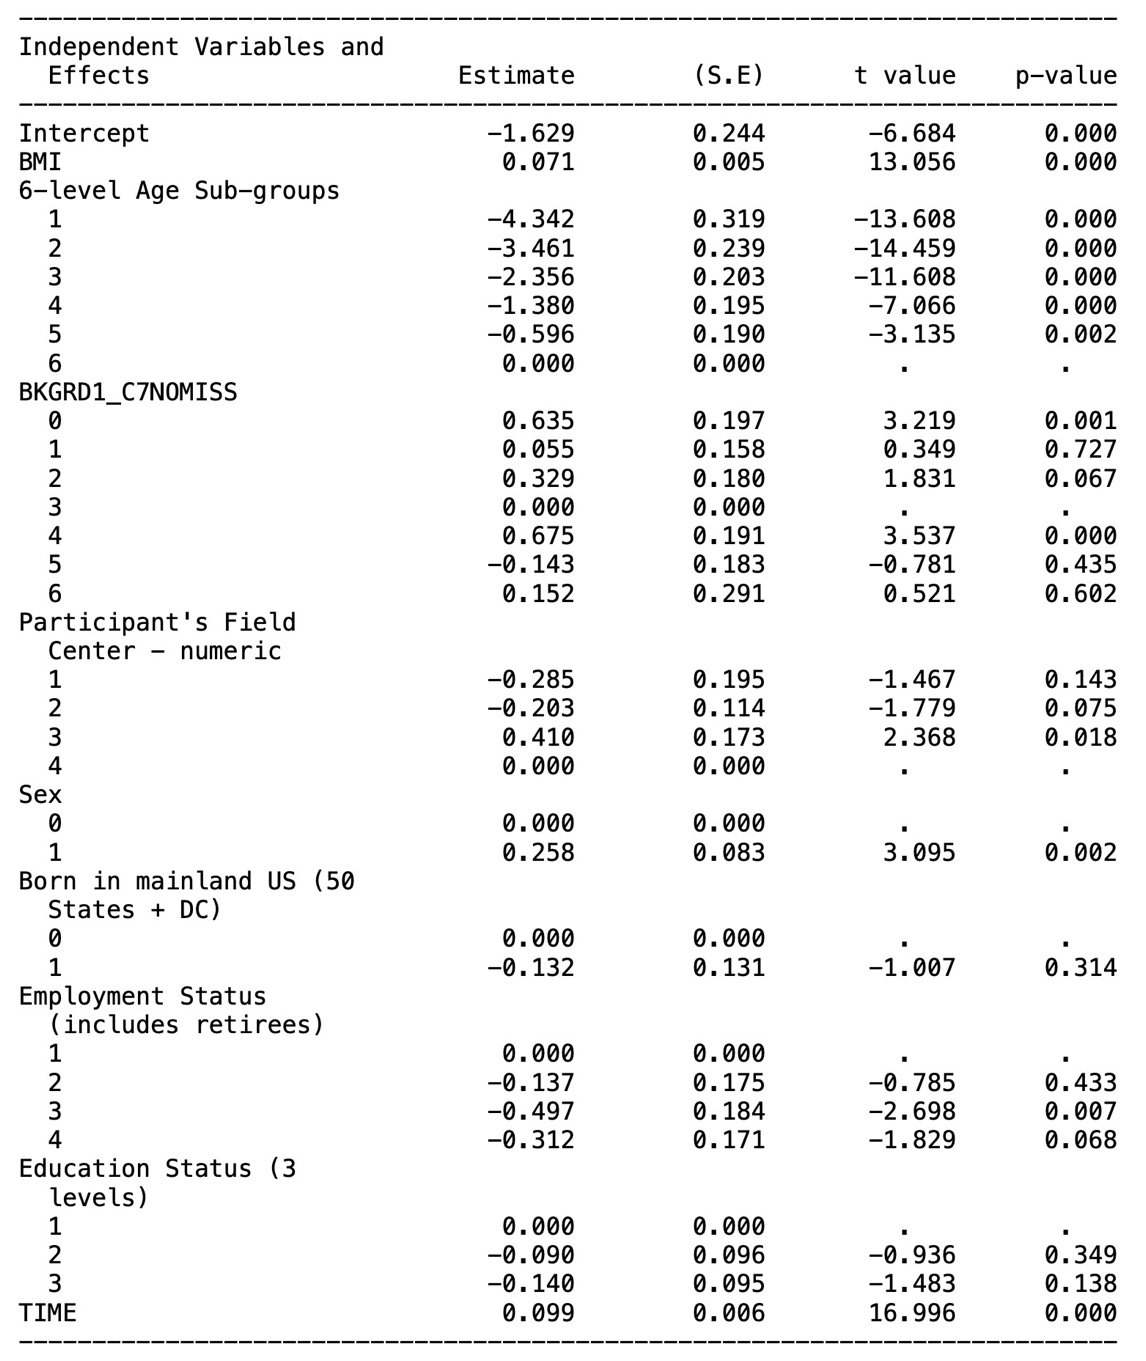 Independent Variables and
Effects Estimate (S.E) t value p-value
Intercept -1.629 0.244 -6.684 0.000
BMI 0.071 0.005 13.056 0.000
6-level Age Sub-groups
1 -4.342 0.319 -13.608 0.000
2 -3.461 0.239 -14.459 0.000
3 -2.356 0.203 -11.608 0.000
4 -1.380 0.195 -7.066 0.000
5 -0.596 0.190 -3.135 0.002
6 0.000 0.000 . .
BKGRD1_C7NOMISS
0 0.635 0.197 3.219 0.001
1 0.055 0.158 0.349 0.727
2 0.329 0.180 1.831 0.067
3 0.000 0.000 . .
4 0.675 0.191 3.537 0.000
5 -0.143 0.183 -0.781 0.435
6 0.152 0.291 0.521 0.602
Participant's Field
Center - numeric
1 -0.285 0.195 -1.467 0.143
2 -0.203 0.114 -1.779 0.075
3 0.410 0.173 2.368 0.018
4 0.000 0.000 . .
Sex
0 0.000 0.000 . .
1 0.258 0.083 3.095 0.002
Born in mainland US (50
States + DC)
0 0.000 0.000 . .
1 -0.132 0.131 -1.007 0.314
Employment Status
(includes retirees)
1 0.000 0.000 . .
2 -0.137 0.175 -0.785 0.433
3 -0.497 0.184 -2.698 0.007
4 -0.312 0.171 -1.829 0.068
Education Status (3
levels)
1 0.000 0.000 . .
2 -0.090 0.096 -0.936 0.349
3 -0.140 0.095 -1.483 0.138
TIME 0.099 0.006 16.996 0.000